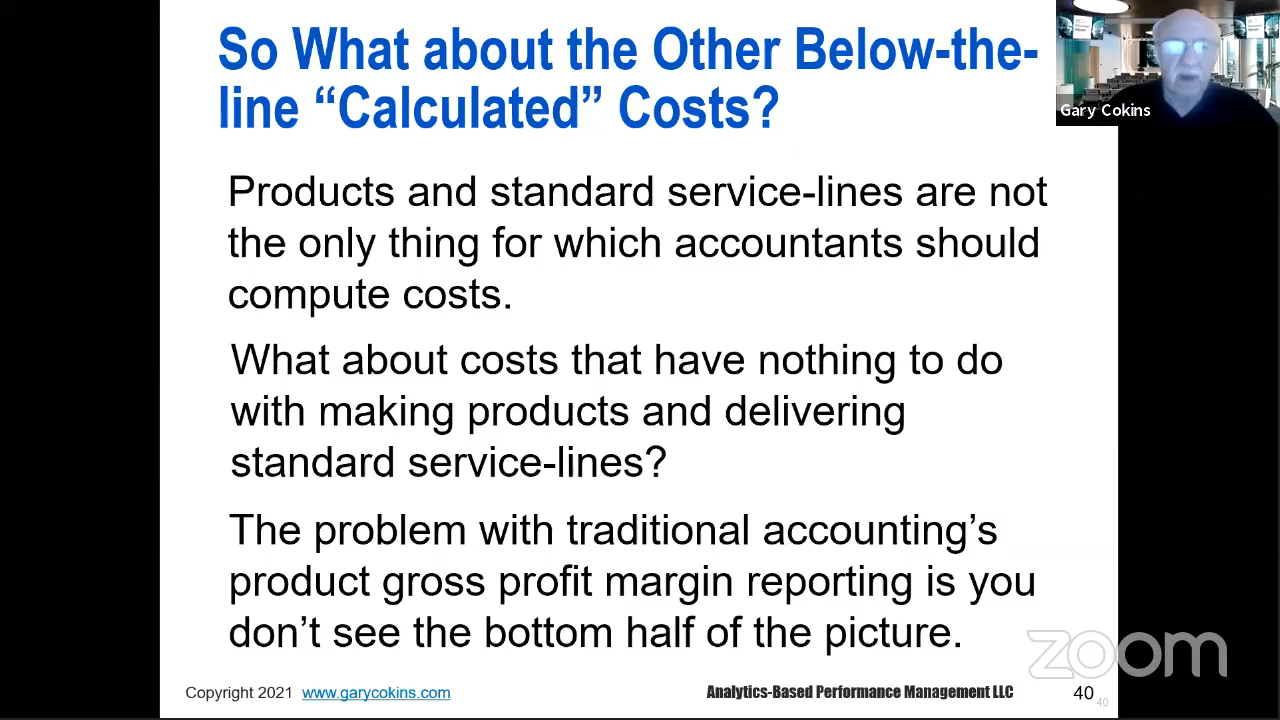 So What about the Other Below-the-
line “Calculated” Costs?
Gary Cokins
Products and standard service-lines are not
the only thing for which accountants should
compute costs.
What about costs that have nothing to do
with making products and delivering
standard service-lines?
The problem with traditional accounting’s
product gross profit margin reporting is you
don’t see the bottom half of the picture.
zoom
Copyright 2021 www.garycokins.com
Analytics-Based Performance Management LLC
40
40